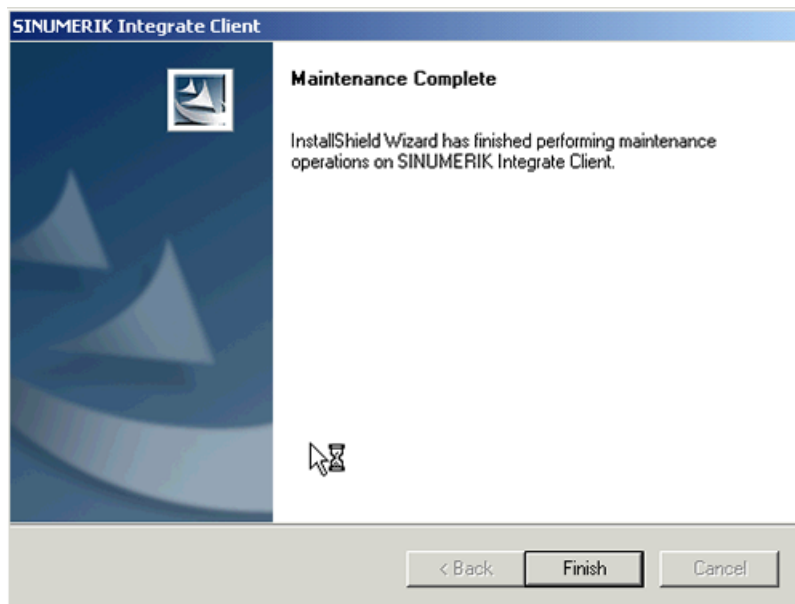 SINUMERIK Integrate Client
Maintenance Complete
InstallShield Wizard has finished performing maintenance
operations on SINUMERIK Integrate Client.
< Back
Finish
Cancel